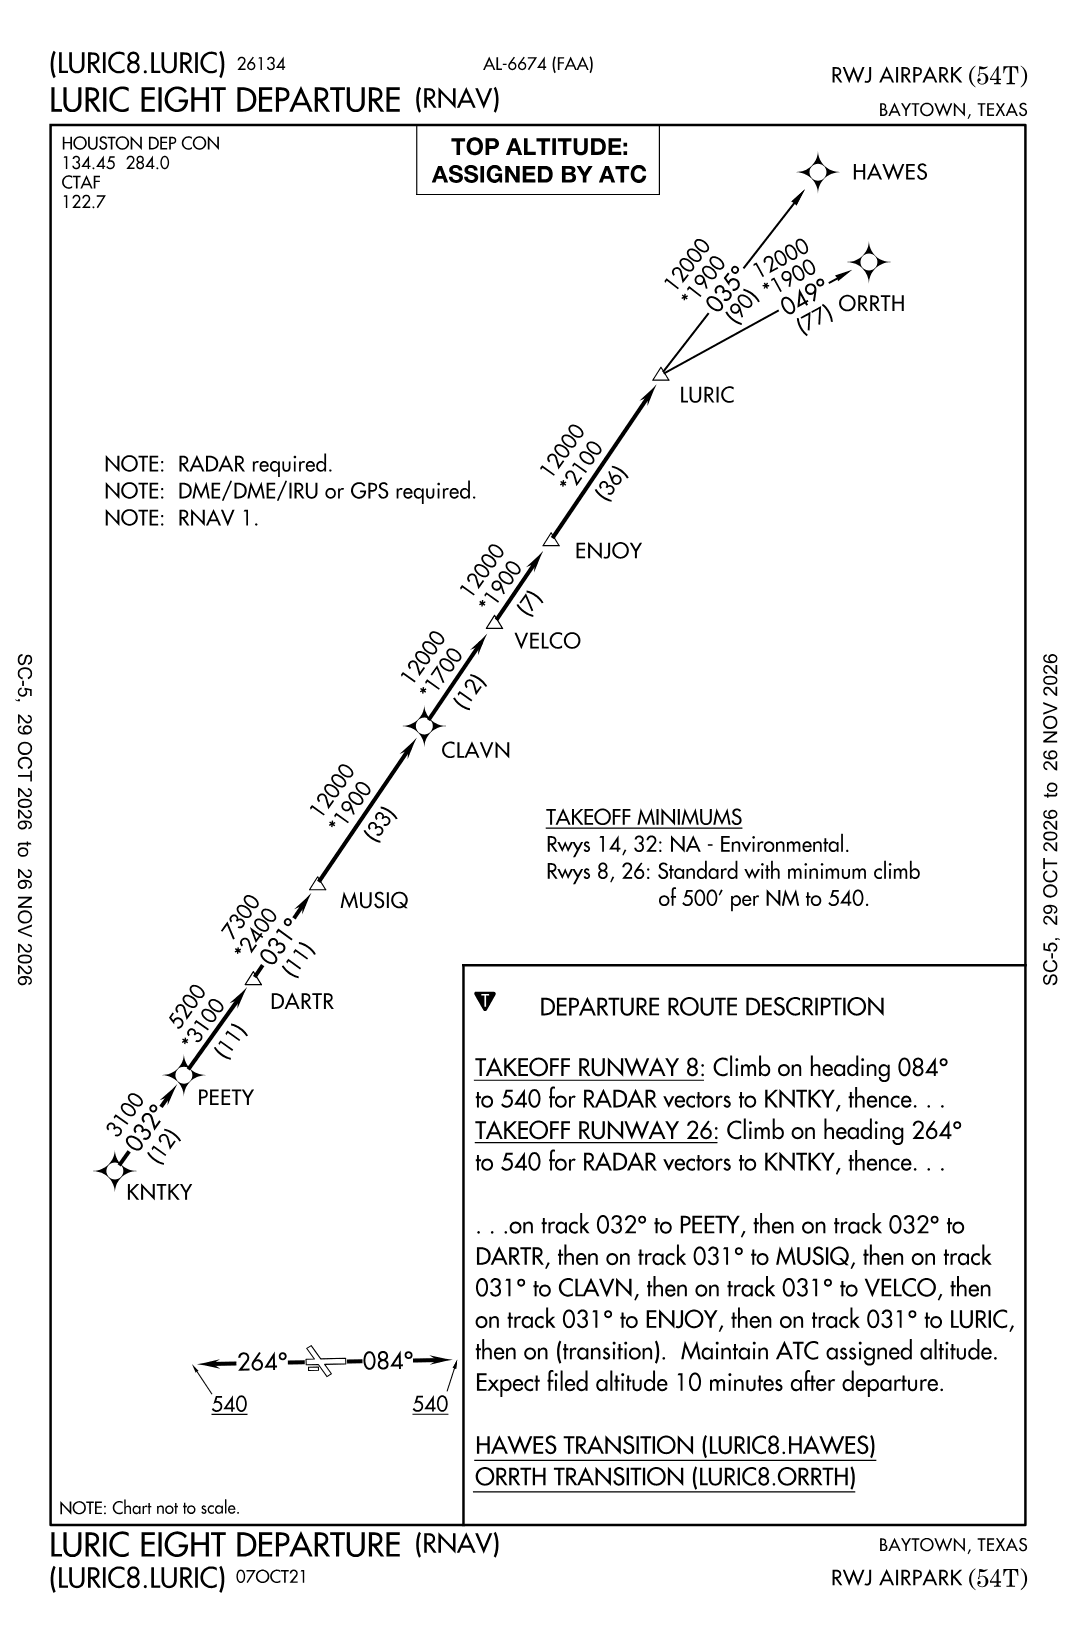 (LURIC8.LURIC) 26134
AL-6674 (FAA)
RWJ AIRPARK (54T)
LURIC EIGHT DEPARTURE (RNAV)
BAYTOWN, TEXAS
HOUSTON DEP CON
134.45 284.0
CTAF
122.7
TOP ALTITUDE:
ASSIGNED BY ATC
HAWES
12000
*1900
035°
(90)
12000
*1900
049°
(77)
ORRTH
LURIC
12000
*2100
(36)
NOTE: RADAR required.
NOTE: DME/DME/IRU or GPS required.
NOTE: RNAV 1.
ENJOY
12000
*1900
(7)
VELCO
12000
*1700
(12)
CLAVN
12000
*1900
(33)
TAKEOFF MINIMUMS
Rwys 14, 32: NA - Environmental.
Rwys 8, 26: Standard with minimum climb
of 500' per NM to 540.
MUSIQ
7300
*2400
031°
(11)
DARTR
5200
*3100
(11)
PEETY
3100
032°
(12)
KNTKY
T
DEPARTURE ROUTE DESCRIPTION
TAKEOFF RUNWAY 8: Climb on heading 084°
to 540 for RADAR vectors to KNTKY, thence. . .
TAKEOFF RUNWAY 26: Climb on heading 264°
to 540 for RADAR vectors to KNTKY, thence. . .
. . .on track 032° to PEETY, then on track 032° to
DARTR, then on track 031° to MUSIQ, then on track
031° to CLAVN, then on track 031° to VELCO, then
on track 031° to ENJOY, then on track 031° to LURIC,
then on (transition). Maintain ATC assigned altitude.
Expect filed altitude 10 minutes after departure.
HAWES TRANSITION (LURIC8.HAWES)
ORRTH TRANSITION (LURIC8.ORRTH)
264°
084°
540
540
NOTE: Chart not to scale.
SC-5, 29 OCT 2026 to 26 NOV 2026
SC-5, 29 OCT 2026 to 26 NOV 2026
LURIC EIGHT DEPARTURE (RNAV)
BAYTOWN, TEXAS
(LURIC8.LURIC) 07OCT21
RWJ AIRPARK (54T)